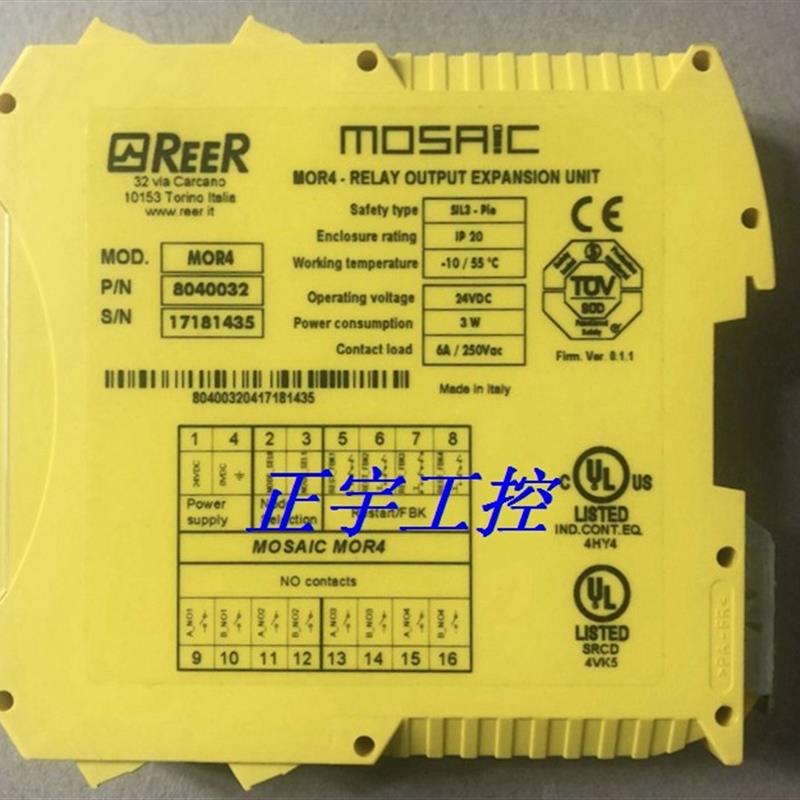 REER
32 via Carcano
10153 Torino Italia
www.reer.it
MOSAIC
MOR4 - RELAY OUTPUT EXPANSION UNIT
MOD. MOR4
P/N 8040032
S/N 17181435
Safety type SIL3 - Ple
Enclosure rating IP 20
Working temperature -10 / 55 °C
Operating voltage 24VDC
Power consumption 3 W
Contact load 6A / 250Vac
CE
TÜV
SÜD
Functional
Safety
Firm. Ver. 0.1.1
80400320417181435
Made in Italy
1 4 2 3 5 6 7 8
24VDC 0VDC
Power supply
Restart/FBK
正宇工控
MOSAIC MOR4
NO contacts
A_NO1 B_NO1 A_NO2 B_NO2 A_NO3 B_NO3 A_NO4 B_NO4
9 10 11 12 13 14 15 16
C UL US
LISTED
IND.CONT.EQ
4HY4
UL
LISTED
SRCD
4VK5